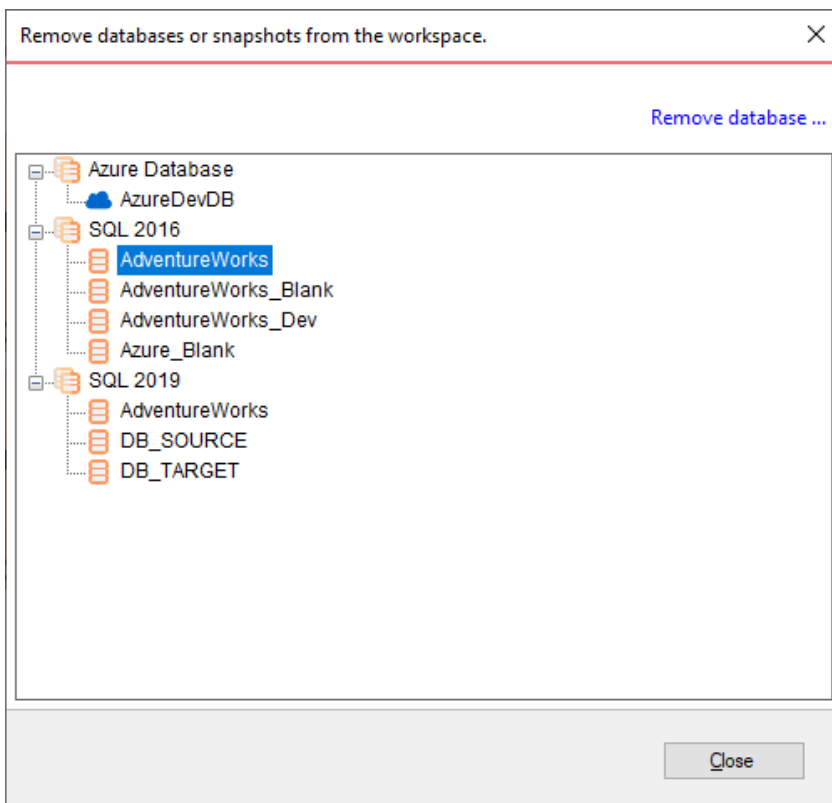 Remove databases or snapshots from the workspace.
Remove database ...
Azure Database
AzureDevDB
SQL 2016
AdventureWorks
AdventureWorks_Blank
AdventureWorks_Dev
Azure_Blank
SQL 2019
AdventureWorks
DB_SOURCE
DB_TARGET
Close